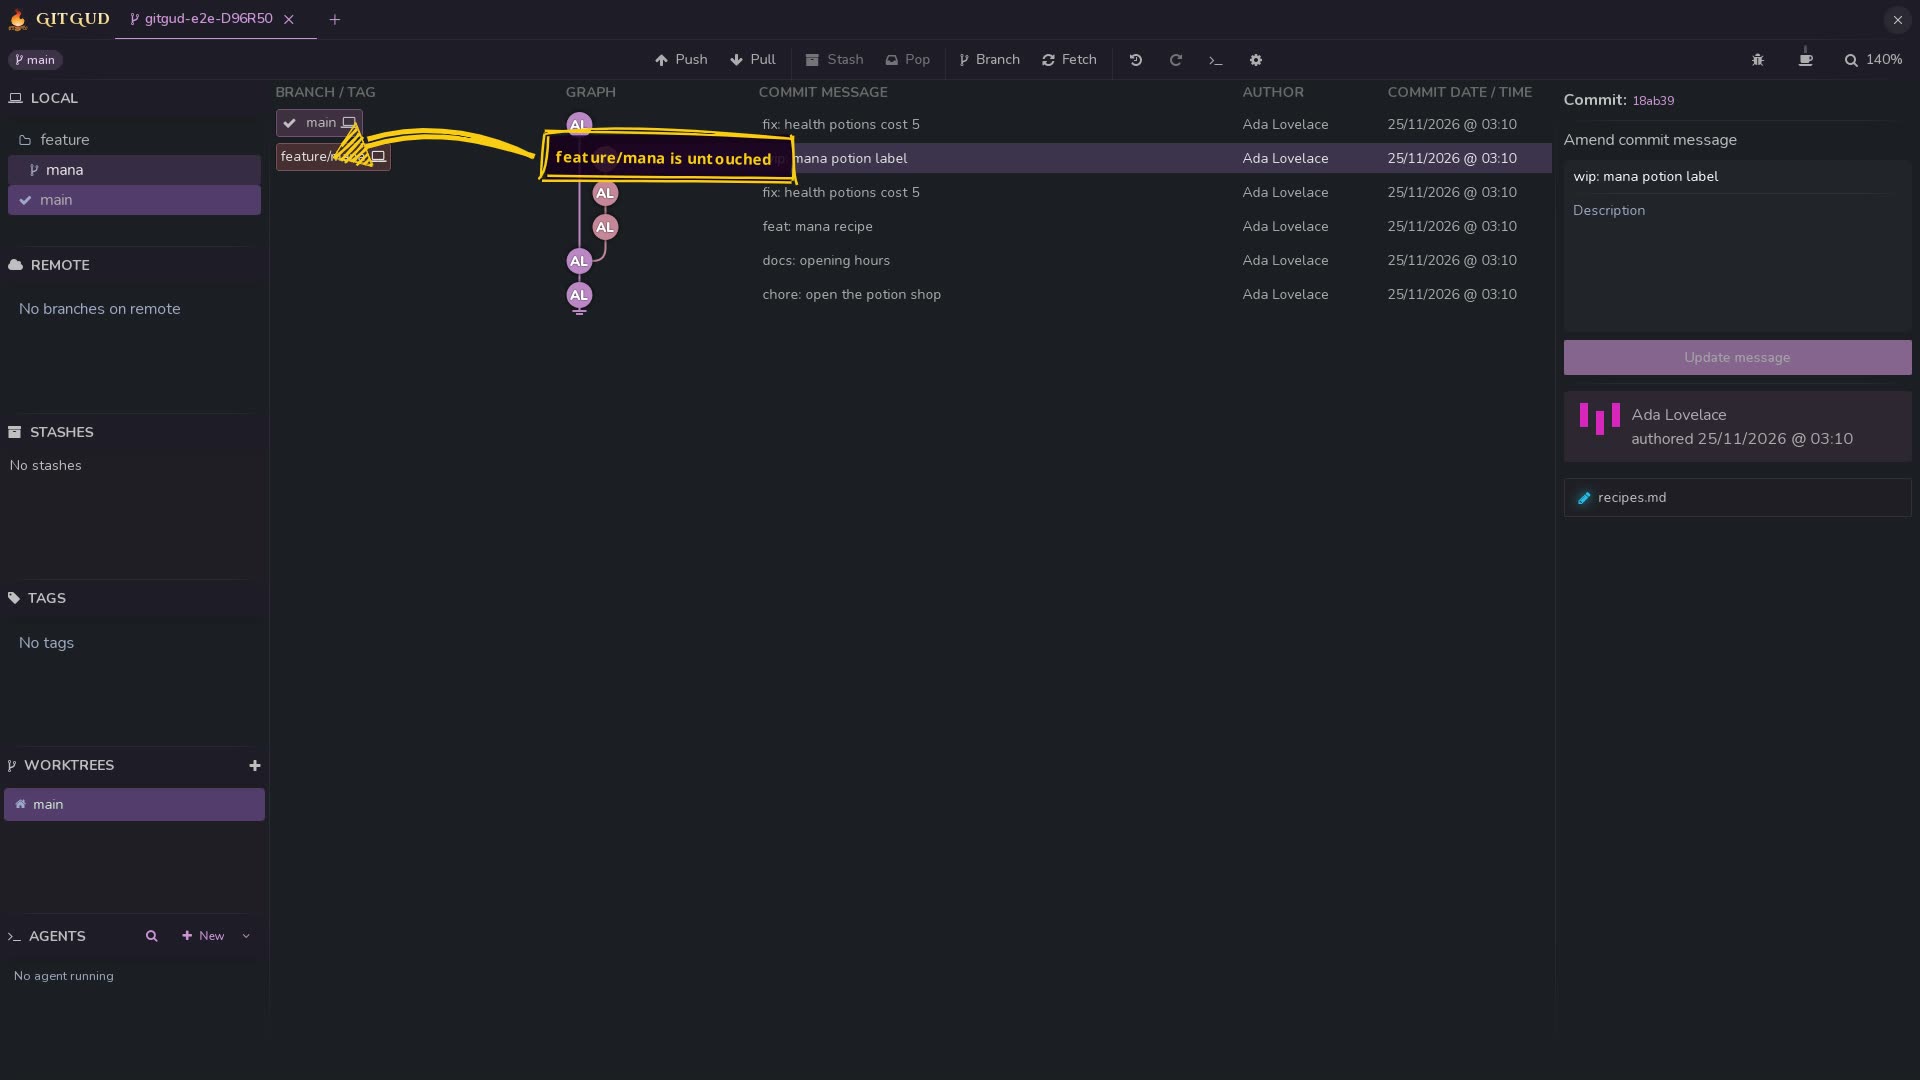 GITGUD
gitgud-e2e-D96R50
main
Push
Pull
Stash
Pop
Branch
Fetch
140%
LOCAL
feature
mana
main
REMOTE
No branches on remote
STASHES
No stashes
TAGS
No tags
WORKTREES
main
AGENTS
New
No agent running
BRANCH / TAG
GRAPH
COMMIT MESSAGE
AUTHOR
COMMIT DATE / TIME
main
AL
fix: health potions cost 5
Ada Lovelace
25/11/2026 @ 03:10
feature/
feature/mana is untouched
mana potion label
Ada Lovelace
25/11/2026 @ 03:10
AL
fix: health potions cost 5
Ada Lovelace
25/11/2026 @ 03:10
AL
feat: mana recipe
Ada Lovelace
25/11/2026 @ 03:10
AL
docs: opening hours
Ada Lovelace
25/11/2026 @ 03:10
AL
chore: open the potion shop
Ada Lovelace
25/11/2026 @ 03:10
Commit: 18ab39
Amend commit message
wip: mana potion label
Description
Update message
Ada Lovelace
authored 25/11/2026 @ 03:10
recipes.md